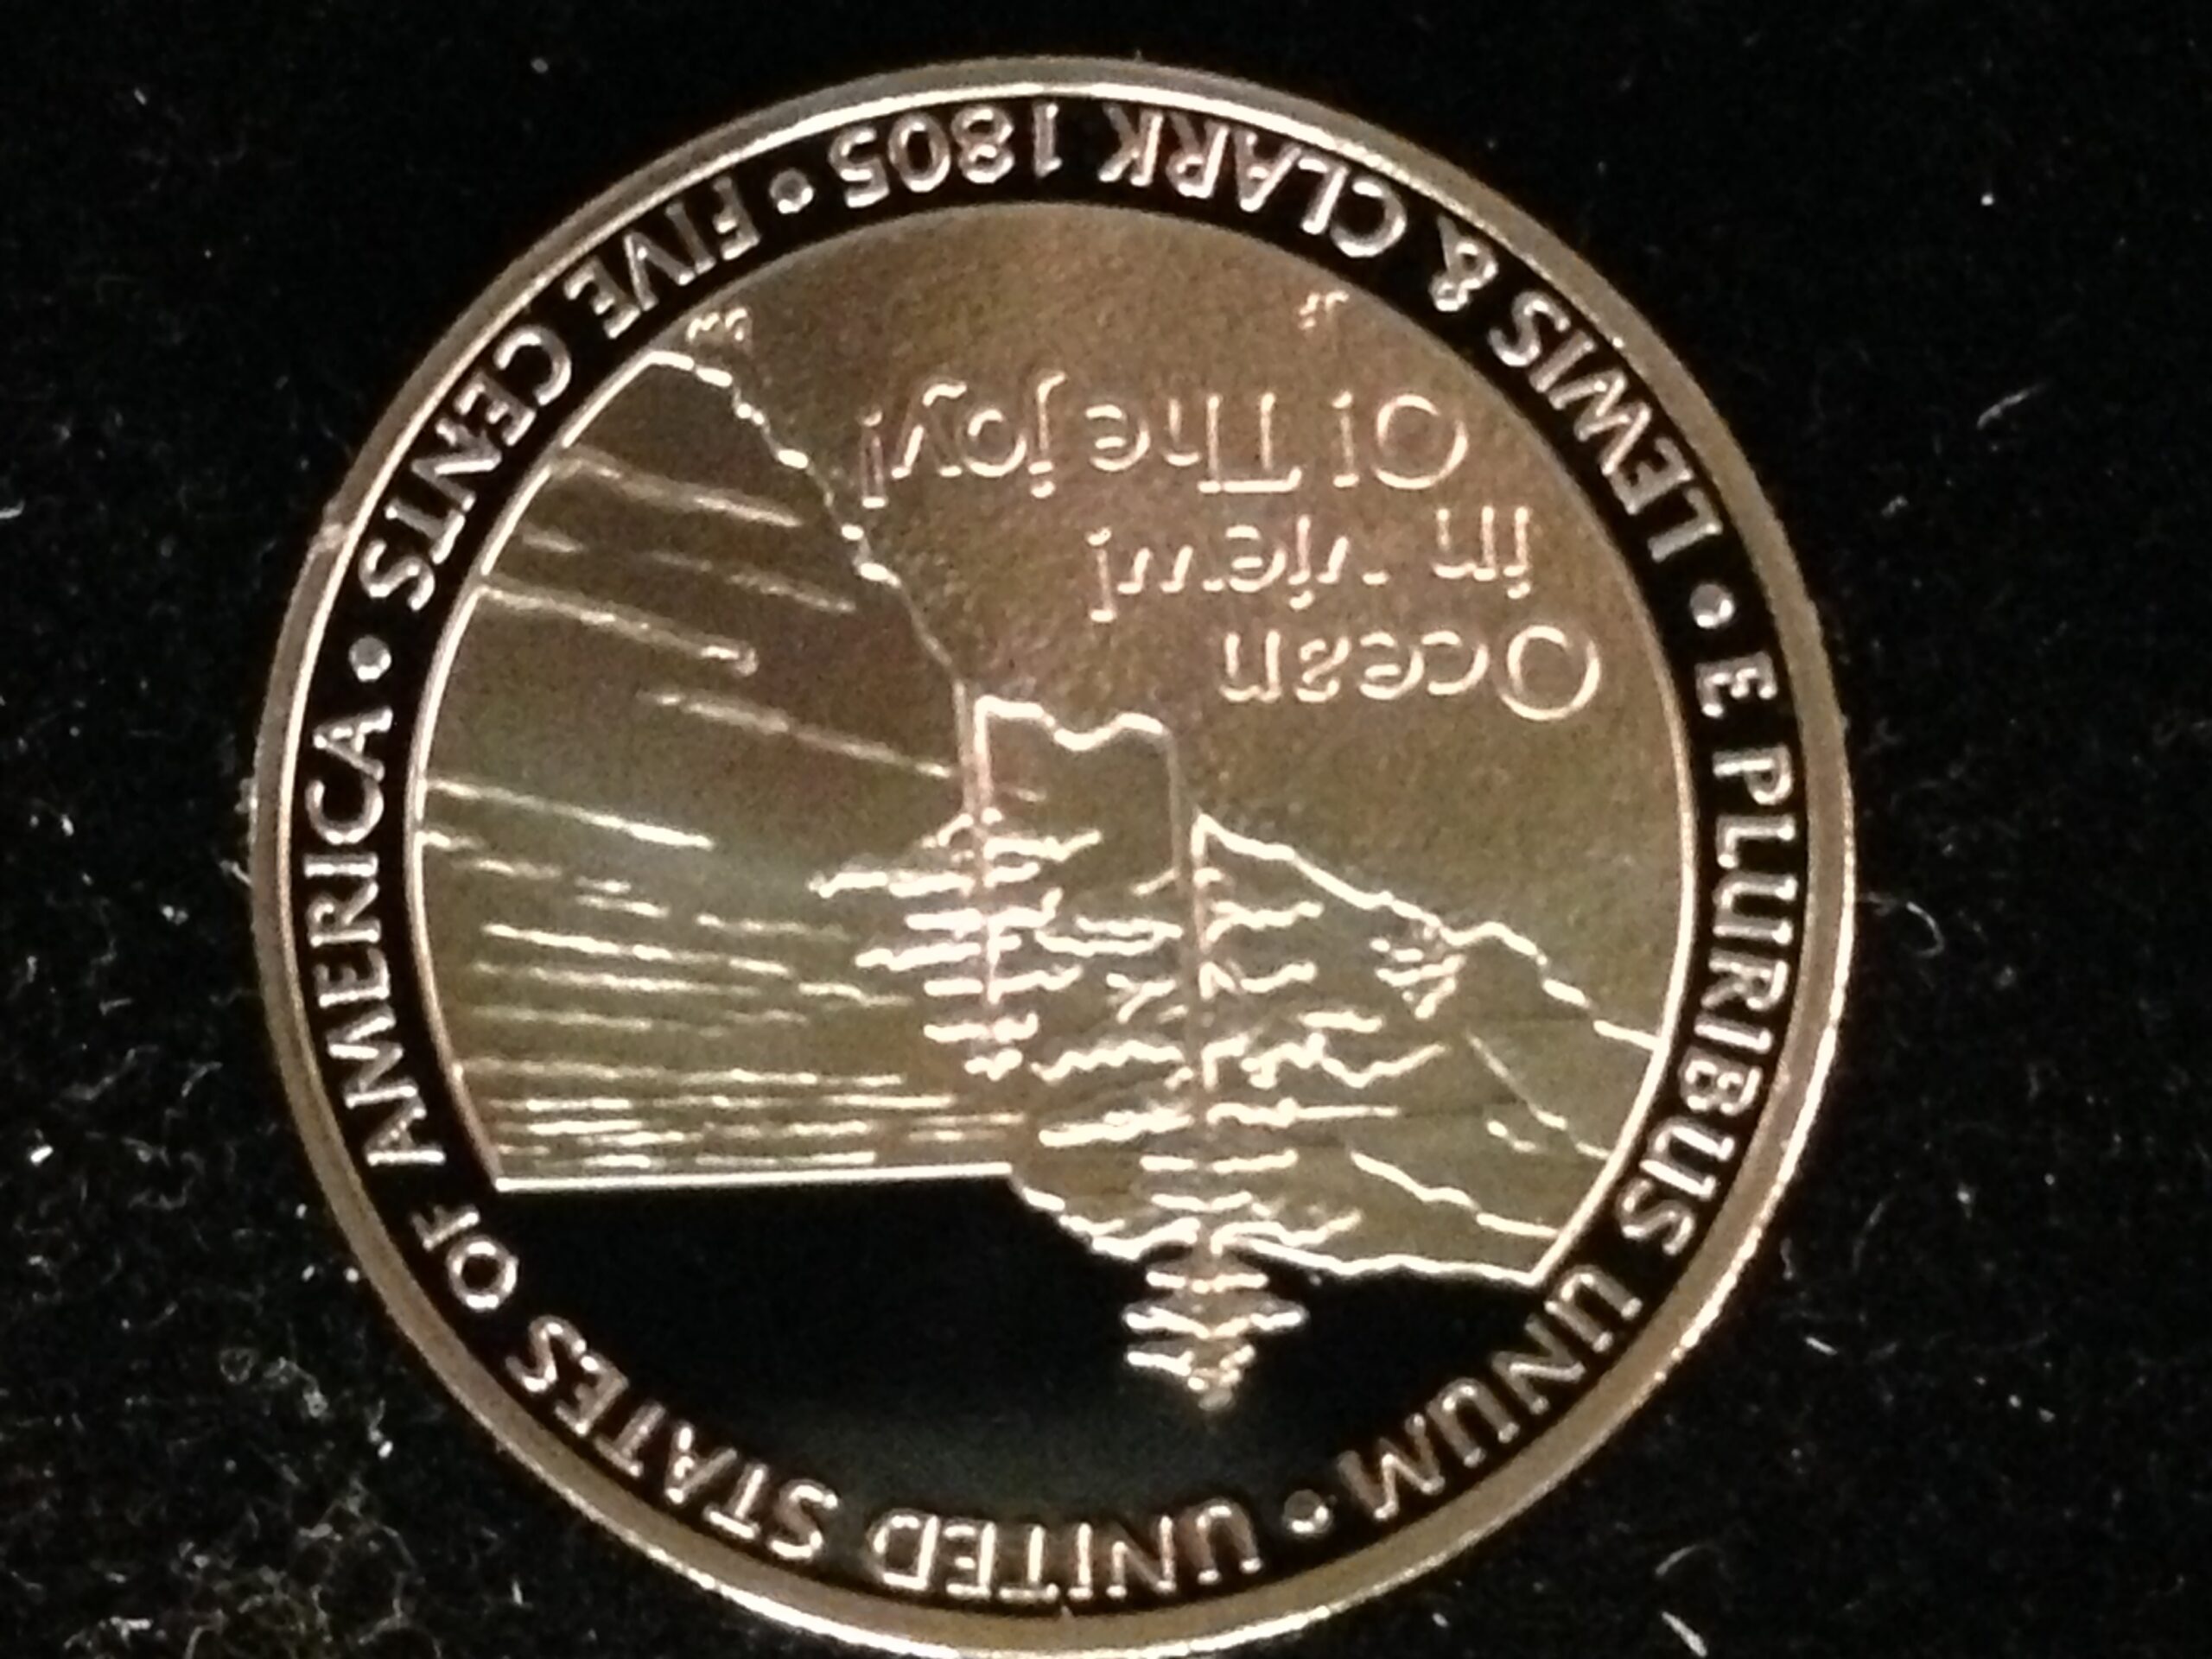 UNITED STATES OF AMERICA •
CENTS FIVE • LEWIS & CLARK 1805
• E PLURIBUS UNUM •
Ocean
in view!
O! The joy!